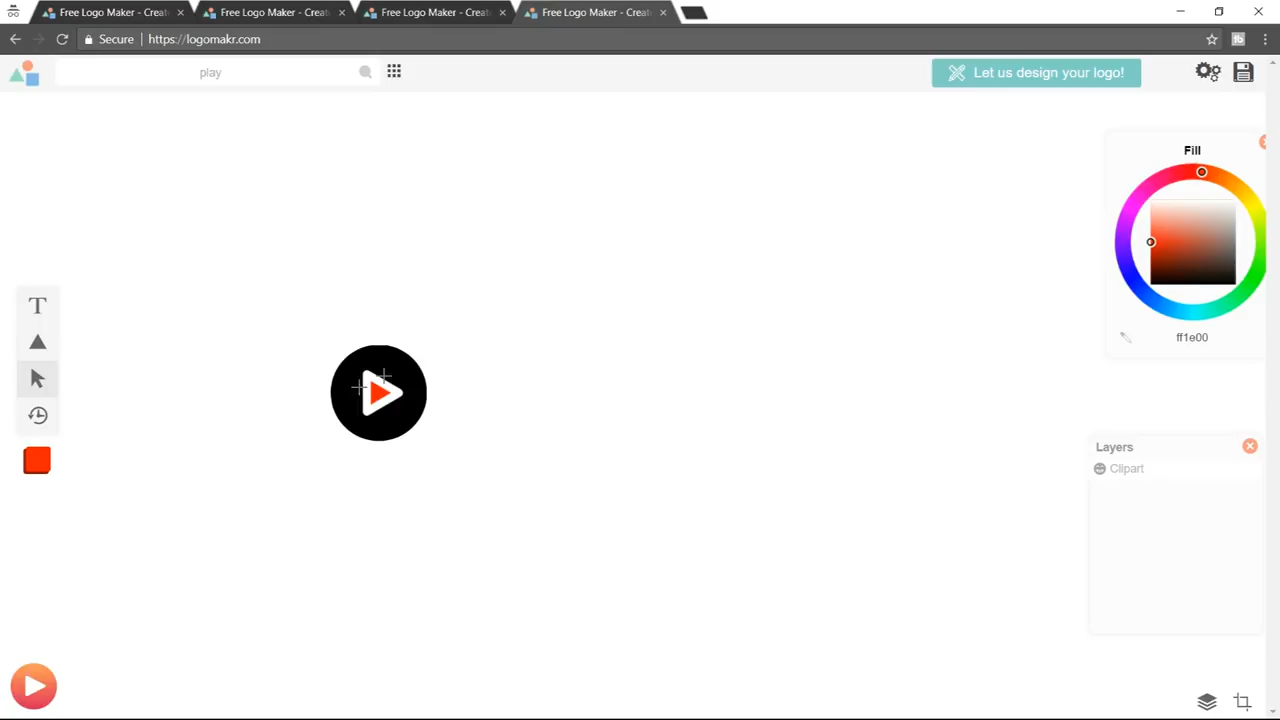 Free Logo Maker - Creat
Free Logo Maker - Creat
Free Logo Maker - Creat
Free Logo Maker - Creat
Secure
https://logomakr.com
fb
play
Let us design your logo!
Fill
T
ff1e00
Layers
Clipart